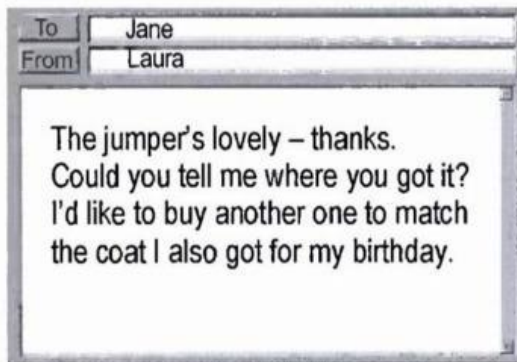 To Jane
From Laura
The jumper's lovely – thanks.
Could you tell me where you got it?
I'd like to buy another one to match
the coat I also got for my birthday.